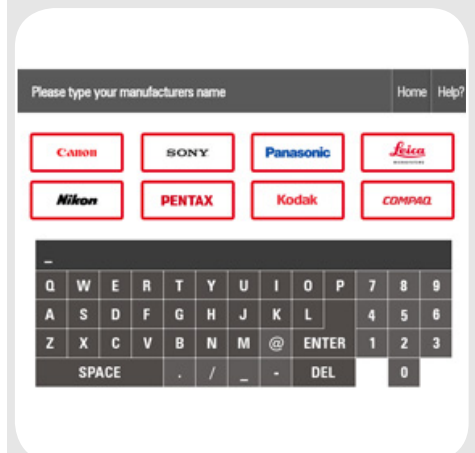 Please type your manufacturers name Home Help?
Canon SONY Panasonic Leica
Nikon PENTAX Kodak COMPAQ
_
Q W E R T Y U I O P 7 8 9
A S D F G H J K L 4 5 6
Z X C V B N M @ ENTER 1 2 3
SPACE . / _ - DEL 0